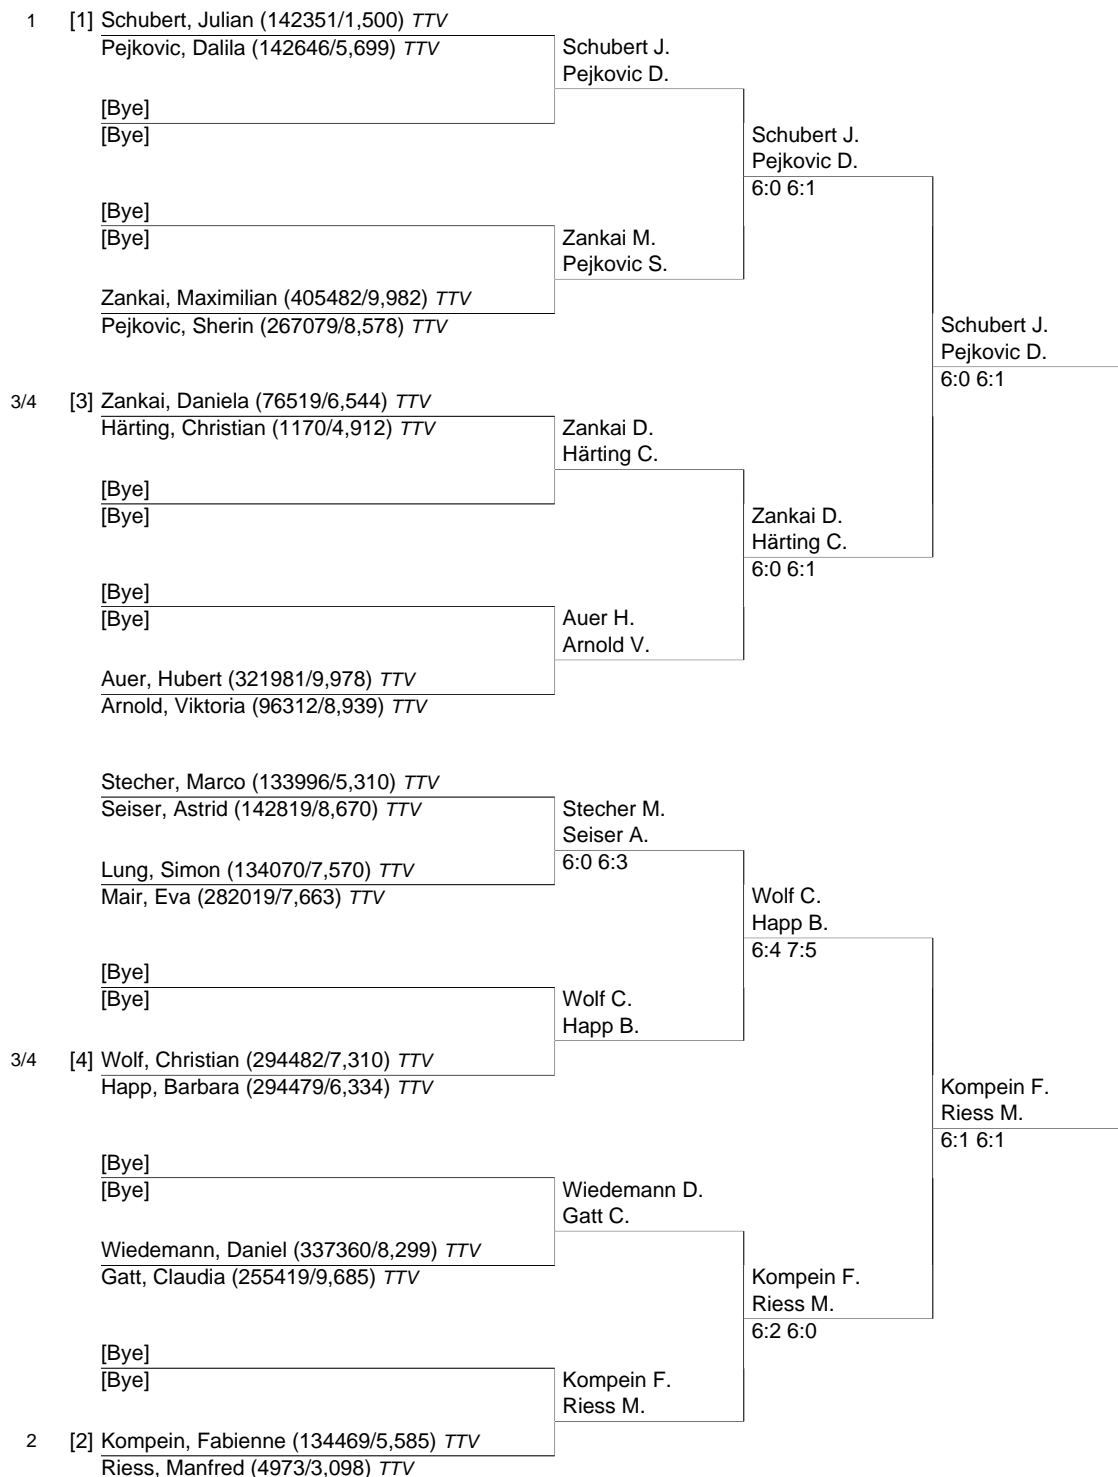 1 [1] Schubert, Julian (142351/1,500) TTV
Pejkovic, Dalila (142646/5,699) TTV
[Bye]
[Bye]
[Bye]
[Bye]
Zankai, Maximilian (405482/9,982) TTV
Pejkovic, Sherin (267079/8,578) TTV
3/4 [3] Zankai, Daniela (76519/6,544) TTV
Härting, Christian (1170/4,912) TTV
[Bye]
[Bye]
[Bye]
[Bye]
Auer, Hubert (321981/9,978) TTV
Arnold, Viktoria (96312/8,939) TTV
Stecher, Marco (133996/5,310) TTV
Seiser, Astrid (142819/8,670) TTV
Lung, Simon (134070/7,570) TTV
Mair, Eva (282019/7,663) TTV
[Bye]
[Bye]
3/4 [4] Wolf, Christian (294482/7,310) TTV
Happ, Barbara (294479/6,334) TTV
[Bye]
[Bye]
Wiedemann, Daniel (337360/8,299) TTV
Gatt, Claudia (255419/9,685) TTV
[Bye]
[Bye]
2 [2] Kompein, Fabienne (134469/5,585) TTV
Riess, Manfred (4973/3,098) TTV
Schubert J.
Pejkovic D.
Zankai M.
Pejkovic S.
Zankai D.
Härting C.
Auer H.
Arnold V.
Stecher M.
Seiser A.
6:0 6:3
Wolf C.
Happ B.
Wiedemann D.
Gatt C.
Kompein F.
Riess M.
Schubert J.
Pejkovic D.
6:0 6:1
Zankai D.
Härting C.
6:0 6:1
Wolf C.
Happ B.
6:4 7:5
Kompein F.
Riess M.
6:2 6:0
Schubert J.
Pejkovic D.
6:0 6:1
Kompein F.
Riess M.
6:1 6:1